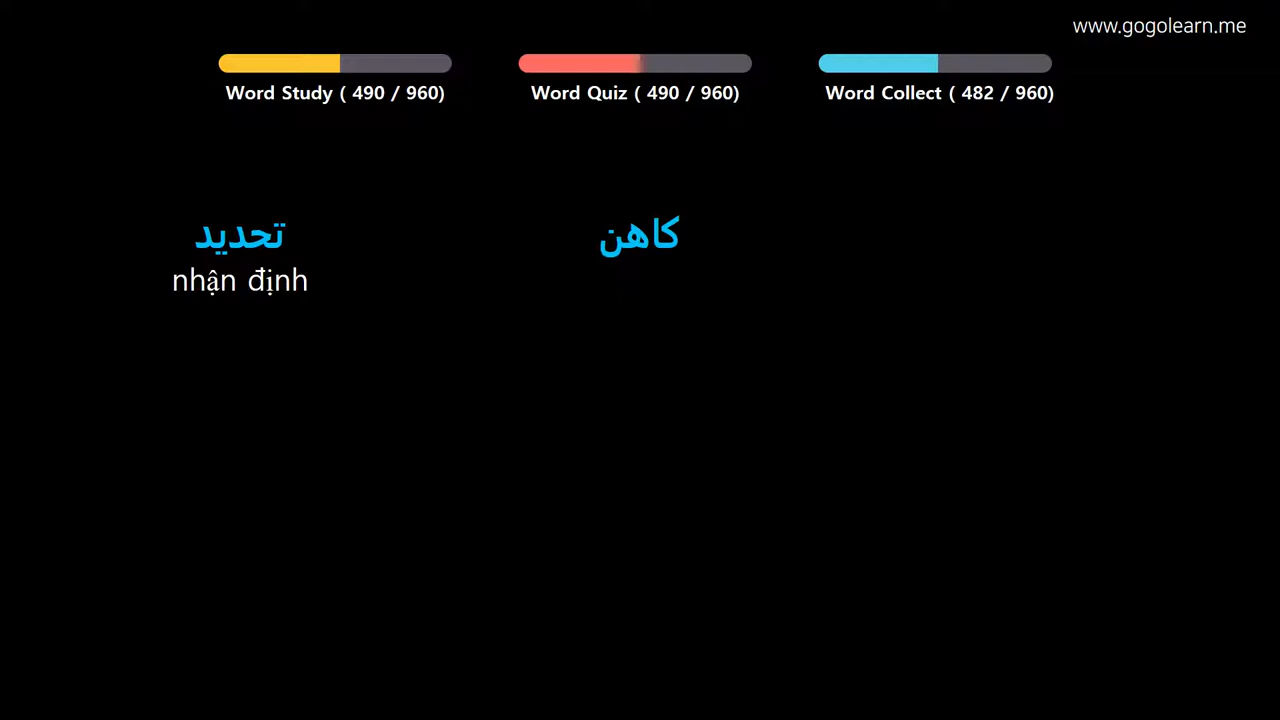 www.gogolearn.me
Word Study ( 490 / 960)
Word Quiz ( 490 / 960)
Word Collect ( 482 / 960)
تحديد
nhận định
كاهن